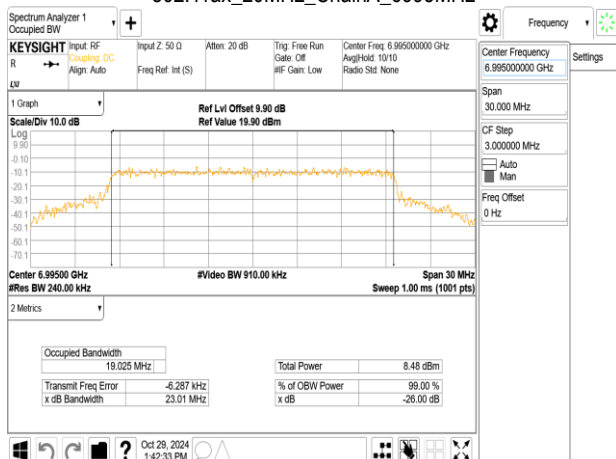 Spectrum Analyzer 1
Occupied BW
+
Frequency
KEYSIGHT
R
Input: RF
Coupling: DC
Align: Auto
Input Z: 50 Ω
Freq Ref: Int (S)
Atten: 20 dB
Trig: Free Run
Gate: Off
#IF Gain: Low
Center Freq: 6.995000000 GHz
Avg|Hold: 10/10
Radio Std: None
Center Frequency
6.995000000 GHz
Settings
Span
30.000 MHz
CF Step
3.000000 MHz
Auto
Man
Freq Offset
0 Hz
1 Graph
Ref Lvl Offset 9.90 dB
Scale/Div 10.0 dB
Ref Value 19.90 dBm
Log
9.90
-0.10
-10.1
-20.1
-30.1
-40.1
-50.1
-60.1
-70.1
Center 6.99500 GHz
#Video BW 910.00 kHz
Span 30 MHz
#Res BW 240.00 kHz
Sweep 1.00 ms (1001 pts)
2 Metrics
Occupied Bandwidth
19.025 MHz
Total Power
8.48 dBm
Transmit Freq Error
-6.287 kHz
% of OBW Power
99.00 %
x dB Bandwidth
23.01 MHz
x dB
-26.00 dB
?
Oct 29, 2024
1:42:33 PM